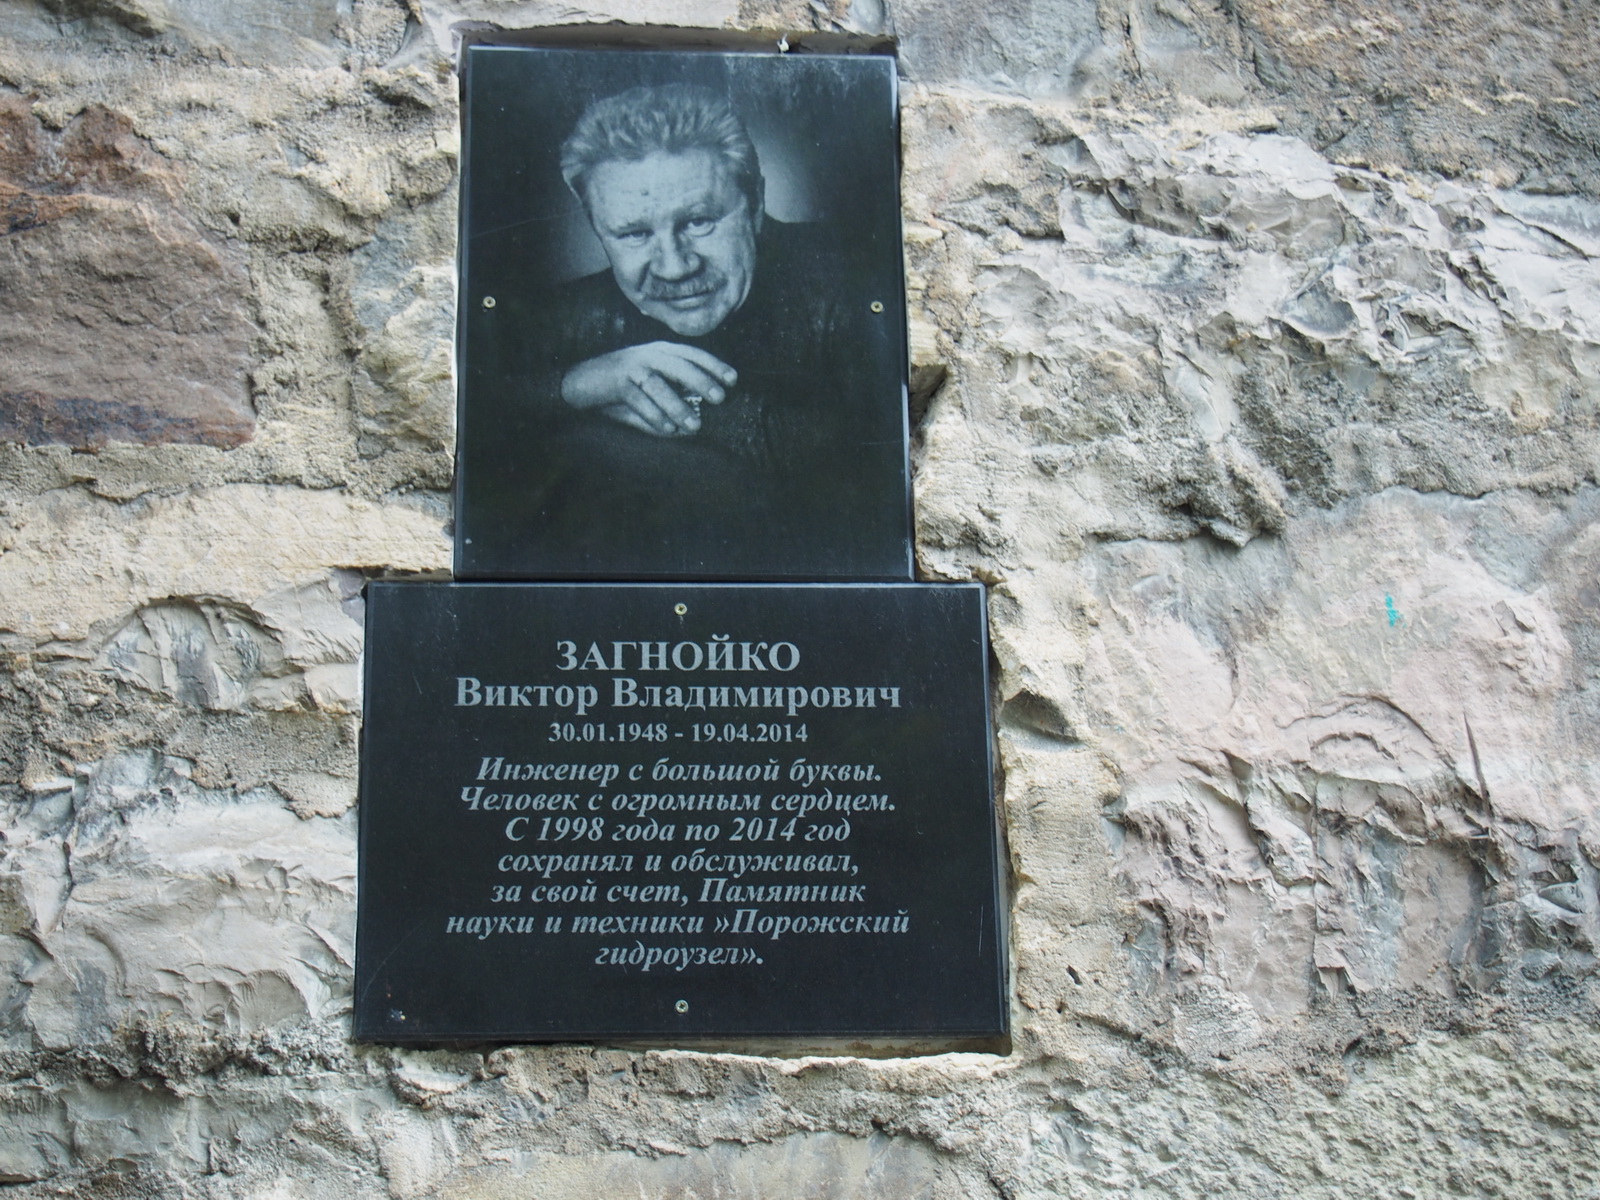 ЗАГНОЙКО
Виктор Владимирович
30.01.1948 - 19.04.2014
Инженер с большой буквы.
Человек с огромным сердцем.
С 1998 года по 2014 год
сохранял и обслуживал,
за свой счет, Памятник
науки и техники »Порожский
гидроузел».